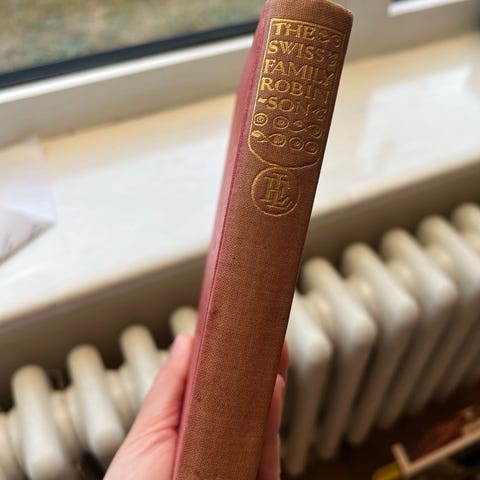 THE
SWISS
FAMILY
ROBIN
~SON